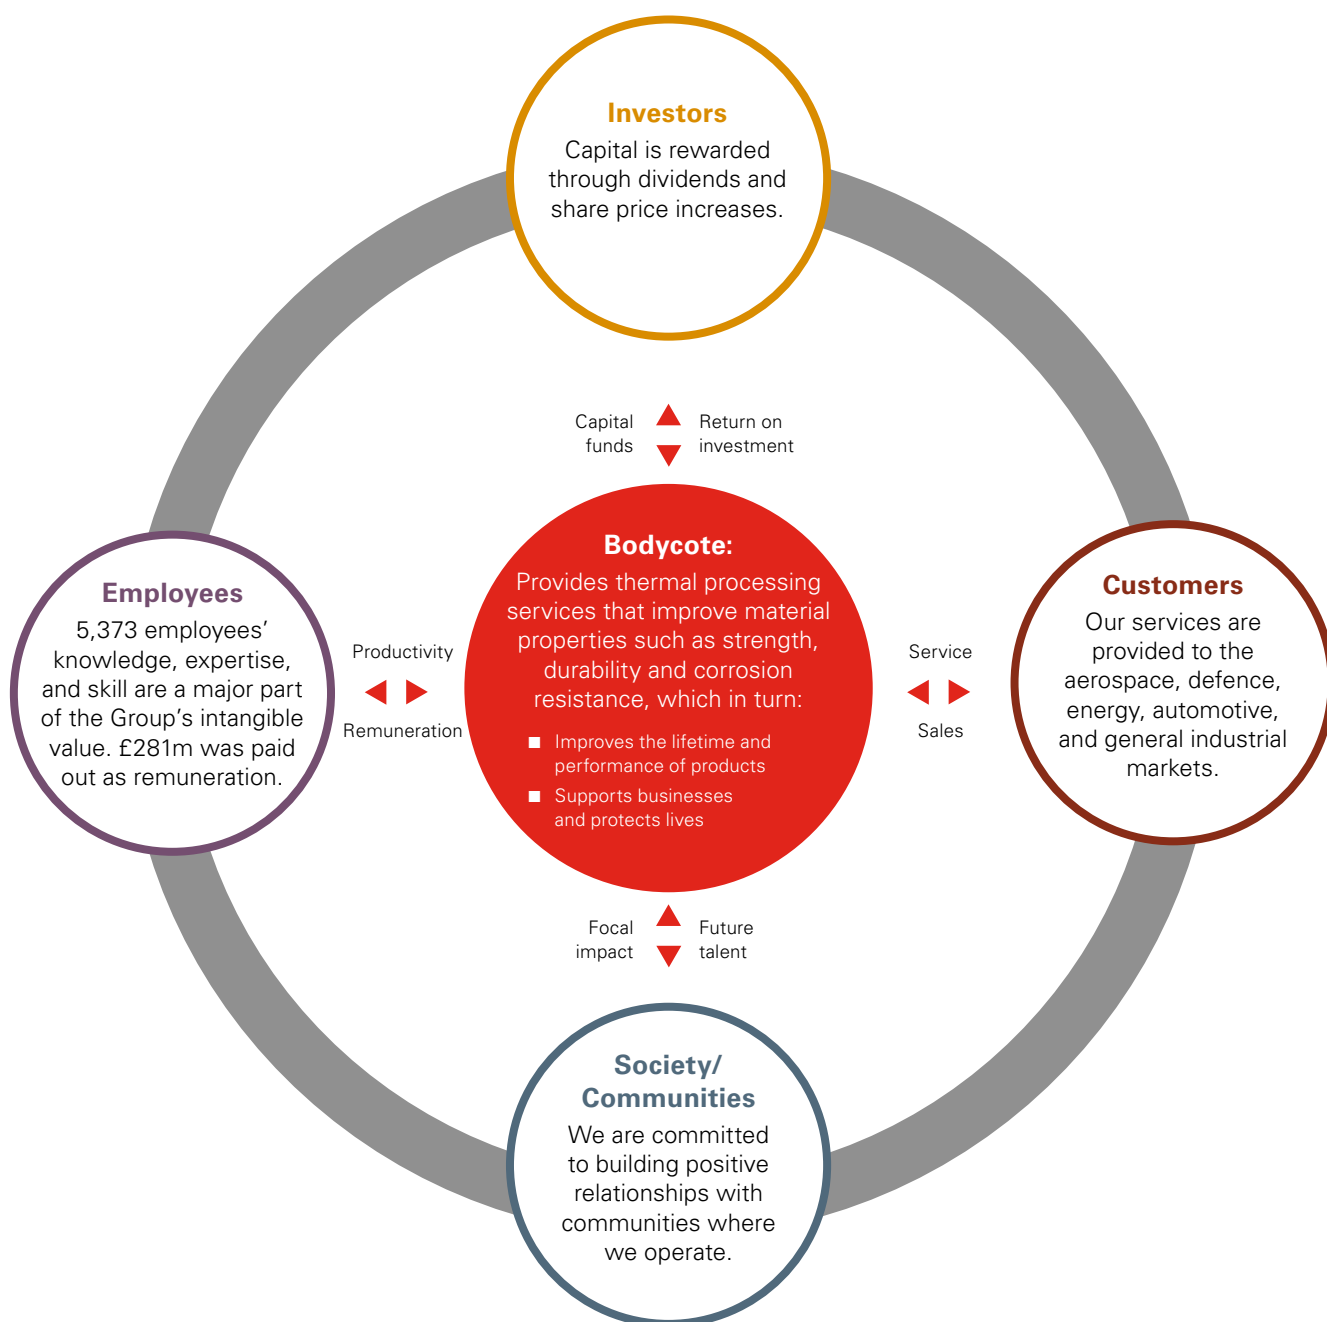 Investors
Capital is rewarded
through dividends and
share price increases.
Capital
funds
Return on
investment
Employees
5,373 employees’
knowledge, expertise,
and skill are a major part
of the Group’s intangible
value. £281m was paid
out as remuneration.
Productivity
Remuneration
Bodycote:
Provides thermal processing
services that improve material
properties such as strength,
durability and corrosion
resistance, which in turn:
■ Improves the lifetime and
performance of products
■ Supports businesses
and protects lives
Service
Sales
Customers
Our services are
provided to the
aerospace, defence,
energy, automotive,
and general industrial
markets.
Focal
impact
Future
talent
Society/
Communities
We are committed
to building positive
relationships with
communities where
we operate.